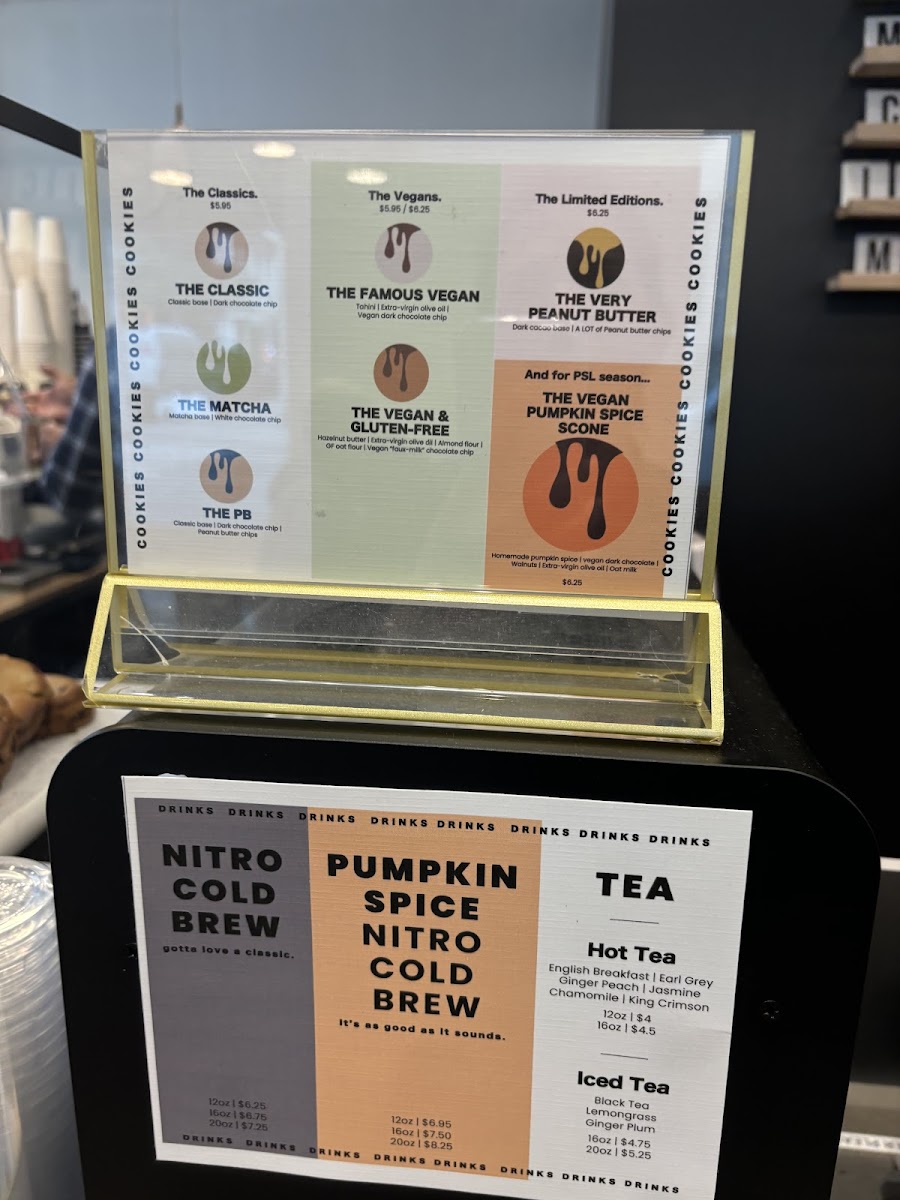 COOKIES COOKIES COOKIES COOKIES COOKIES
The Classics.
$5.95
THE CLASSIC
Classic base | Dark chocolate chip
THE MATCHA
Matcha base | White chocolate chip
THE PB
Classic base | Dark chocolate chip |
Peanut butter chips
The Vegans.
$5.95 / $6.25
THE FAMOUS VEGAN
Tahini | Extra-virgin olive oil |
Vegan dark chocolate chip
THE VEGAN &
GLUTEN-FREE
Hazelnut butter | Extra-virgin olive oil | Almond flour |
GF oat flour | Vegan "faux-milk" chocolate chip
The Limited Editions.
$6.25
THE VERY
PEANUT BUTTER
Dark cacao base | A LOT of Peanut butter chips
And for PSL season...
THE VEGAN
PUMPKIN SPICE
SCONE
Homemade pumpkin spice | vegan dark chocolate |
Walnuts | Extra-virgin olive oil | Oat milk
$6.25
COOKIES COOKIES COOKIES COOKIES COOKIES
M
C
M
DRINKS DRINKS DRINKS DRINKS DRINKS DRINKS DRINKS DRINKS
NITRO
COLD
BREW
gotta love a classic.
12oz | $6.25
16oz | $6.75
20oz | $7.25
PUMPKIN
SPICE
NITRO
COLD
BREW
it's as good as it sounds.
12oz | $6.95
16oz | $7.50
20oz | $8.25
TEA
Hot Tea
English Breakfast | Earl Grey
Ginger Peach | Jasmine
Chamomile | King Crimson
12oz | $4
16oz | $4.5
Iced Tea
Black Tea
Lemongrass
Ginger Plum
16oz | $4.75
20oz | $5.25
DRINKS DRINKS DRINKS DRINKS DRINKS DRINKS DRINKS DRINKS